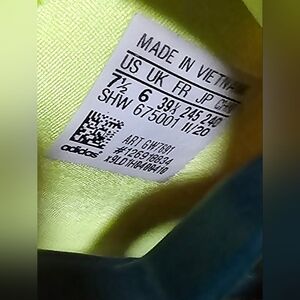 MADE IN VIETNAM
US UK FR JP CHN
7½ 6 39⅓ 245 240
SHW 675001 11/20
ART GW7691
adidas